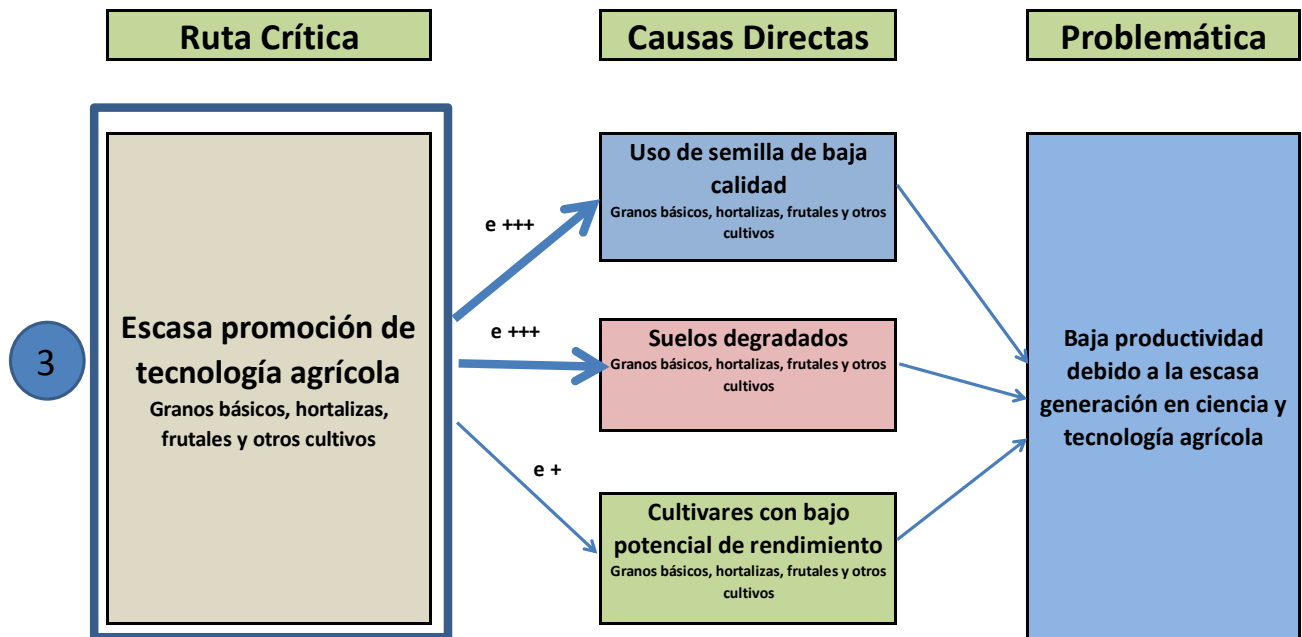 Ruta Crítica
Causas Directas
Problemática
3
Escasa promoción de
tecnología agrícola
Granos básicos, hortalizas,
frutales y otros cultivos
e +++
e +++
e +
Uso de semilla de baja
calidad
Granos básicos, hortalizas, frutales y otros
cultivos
Suelos degradados
Granos básicos, hortalizas, frutales y otros
cultivos
Cultivares con bajo
potencial de rendimiento
Granos básicos, hortalizas, frutales y otros
cultivos
Baja productividad
debido a la escasa
generación en ciencia y
tecnología agrícola